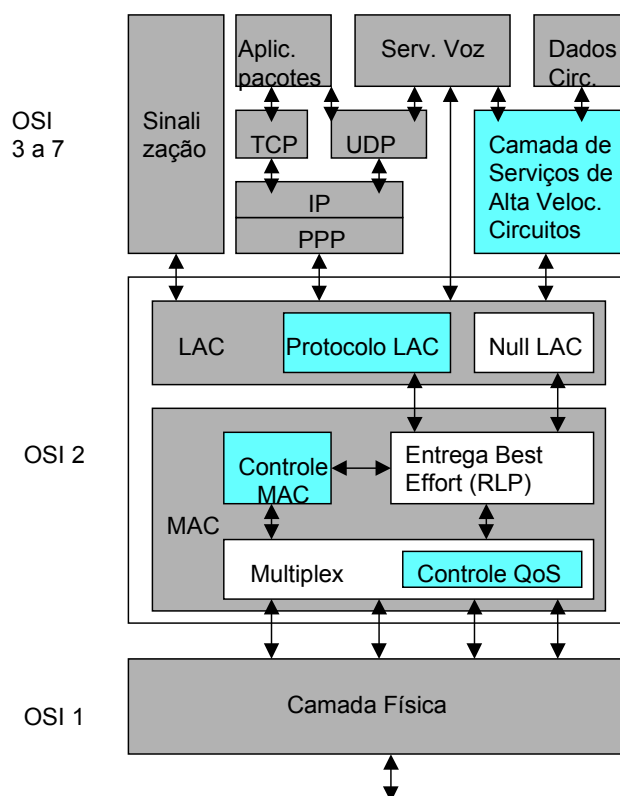 Aplic.
pacotes
Serv. Voz
Dados
Circ.
OSI
3 a 7
Sinali
zação
TCP
UDP
Camada de
Serviços de
Alta Veloc.
Circuitos
IP
PPP
LAC
Protocolo LAC
Null LAC
OSI 2
Controle
MAC
Entrega Best
Effort (RLP)
MAC
Multiplex
Controle QoS
OSI 1
Camada Física